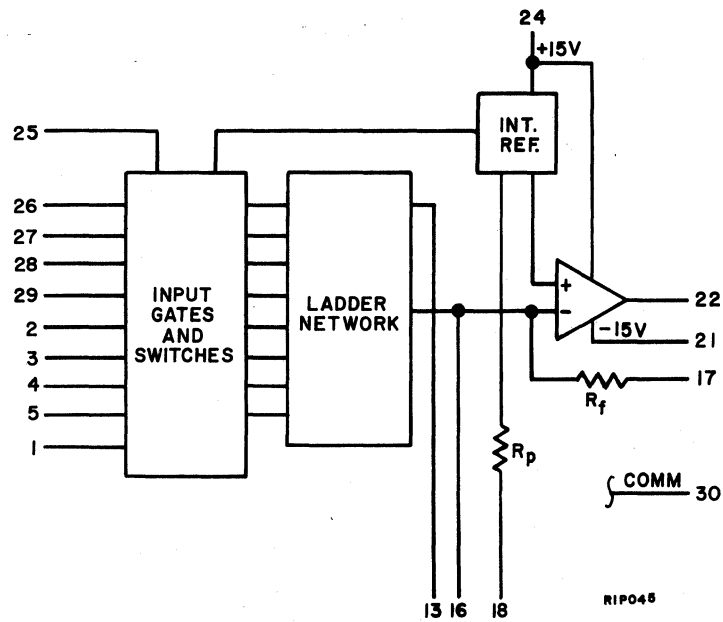 24
+15V
25
INT.
REF.
26
27
28
29
2
3
4
5
1
INPUT
GATES
AND
SWITCHES
LADDER
NETWORK
+
−
22
−15V
21
17
Rf
Rp
COMM
30
13 16 18
RIP045